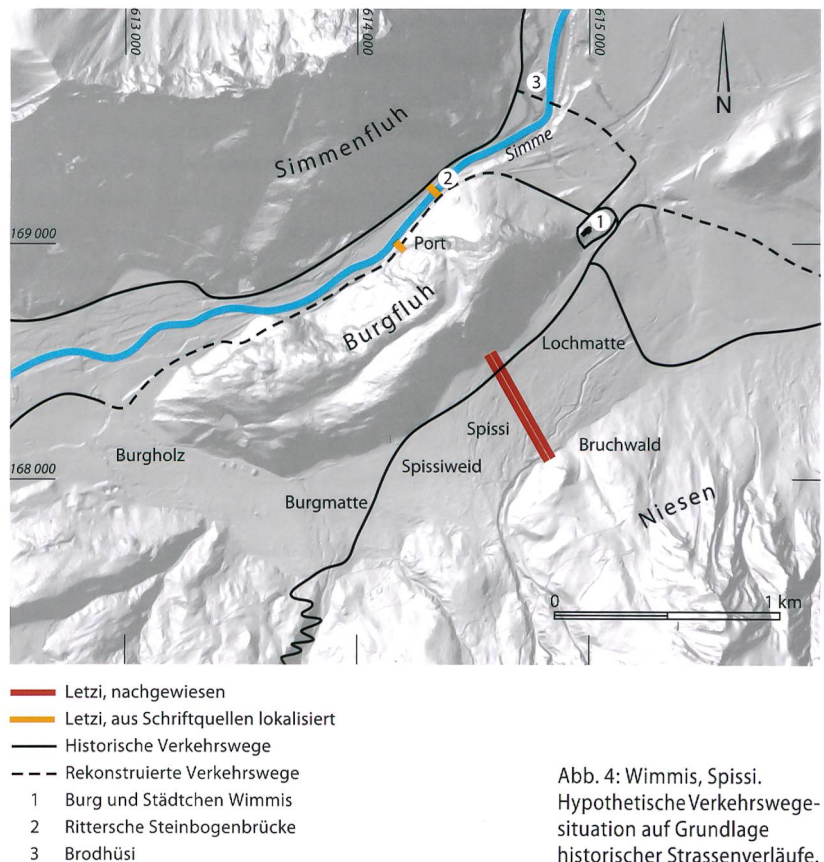 613 000
614 000
615 000
3
N
Simmenfluh
Simme
2
1
169 000
Port
Burgfluh
Lochmatte
Spissi
Bruchwald
Burgholz
Spissiweid
168 000
Burgmatte
Niesen
0 1 km
Letzi, nachgewiesen
Letzi, aus Schriftquellen lokalisiert
Historische Verkehrswege
Rekonstruierte Verkehrswege
1 Burg und Städtchen Wimmis
2 Rittersche Steinbogenbrücke
3 Brodhüsi
Abb. 4: Wimmis, Spissi.
Hypothetische Verkehrswege-
situation auf Grundlage
historischer Strassenverläufe.